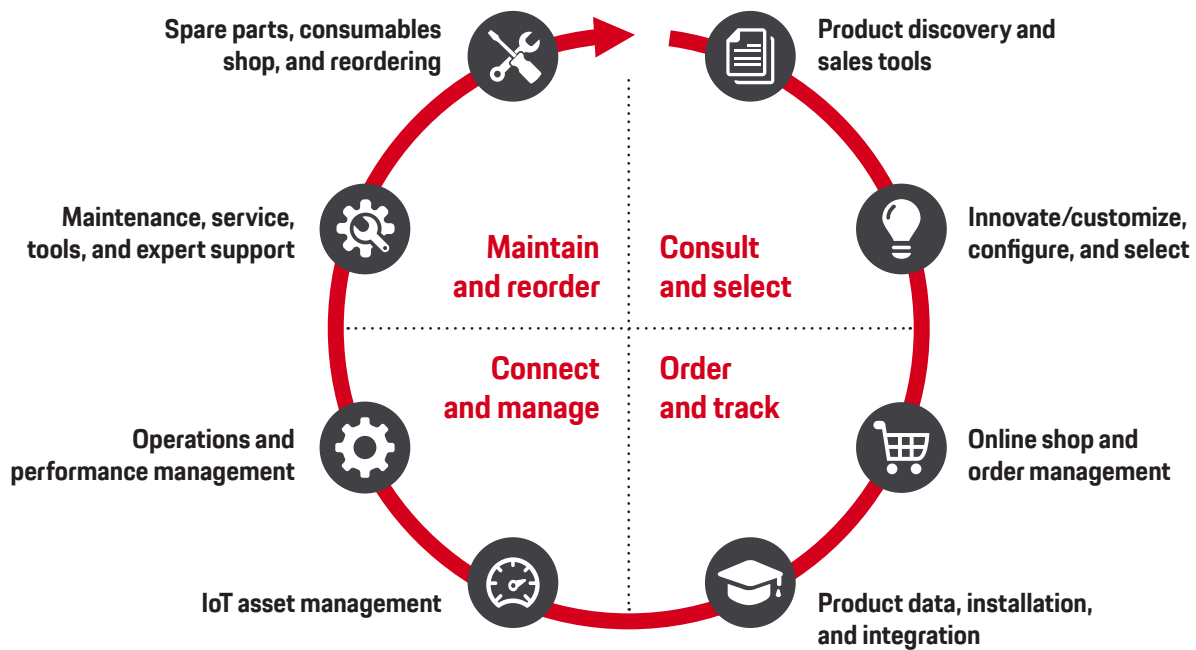 Product discovery and
sales tools
Innovate/customize,
configure, and select
Online shop and
order management
Product data, installation,
and integration
IoT asset management
Operations and
performance management
Maintenance, service,
tools, and expert support
Spare parts, consumables
shop, and reordering
Consult
and select
Order
and track
Connect
and manage
Maintain
and reorder